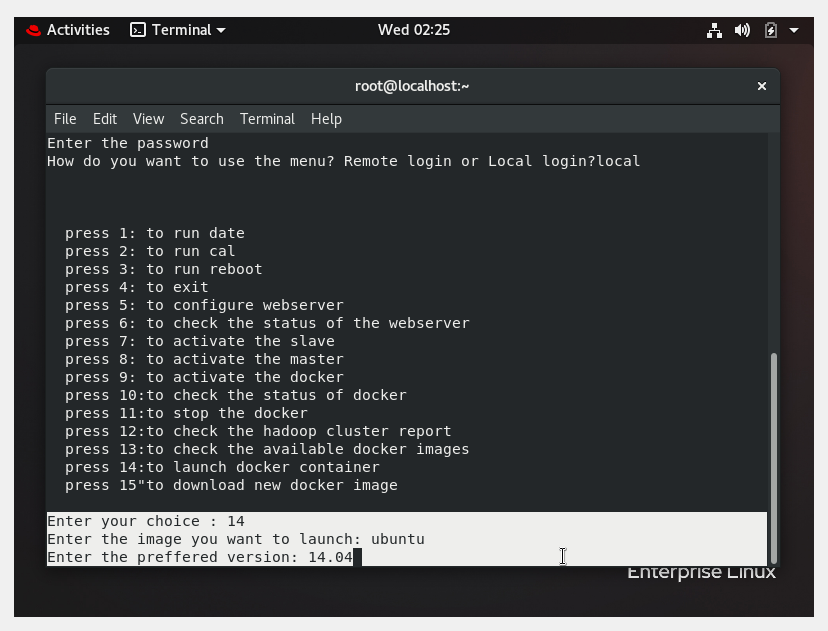 Activities Terminal Wed 02:25
root@localhost:~
File Edit View Search Terminal Help
Enter the password
How do you want to use the menu? Remote login or Local login?local
press 1: to run date
press 2: to run cal
press 3: to run reboot
press 4: to exit
press 5: to configure webserver
press 6: to check the status of the webserver
press 7: to activate the slave
press 8: to activate the master
press 9: to activate the docker
press 10:to check the status of docker
press 11:to stop the docker
press 12:to check the hadoop cluster report
press 13:to check the available docker images
press 14:to launch docker container
press 15"to download new docker image
Enter your choice : 14
Enter the image you want to launch: ubuntu
Enter the preffered version: 14.04
Enterprise Linux